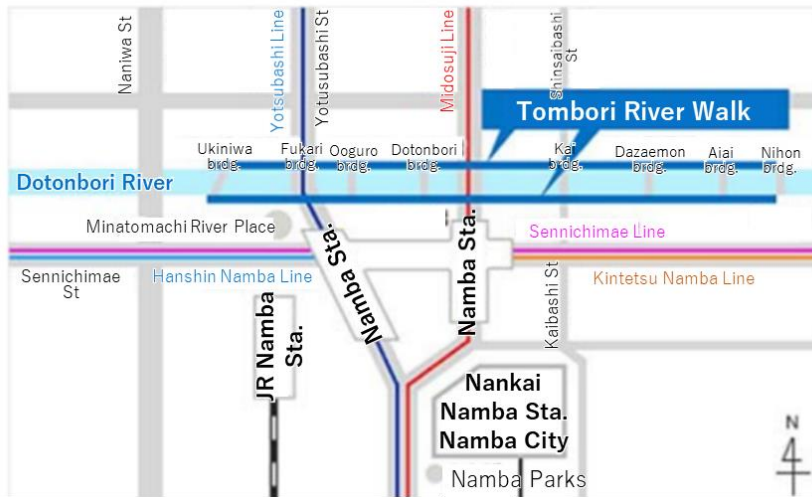 Naniwa St
Yotsubashi Line
Yotusubashi St
Midosuji Line
Shinsaibashi
St
Tombori River Walk
Ukiniwa
brdg.
Fukari
brdg.
Ooguro
brdg.
Dotonbori
brdg.
Kai
brdg.
Dazaemon
brdg.
Aiai
brdg.
Nihon
brdg.
Dotonbori River
Minatomachi River Place
Namba Sta.
Namba Sta.
Sennichimae Line
Sennichimae
St
Hanshin Namba Line
Kintetsu Namba Line
Kaibashi St
JR Namba
Sta.
Nankai
Namba Sta.
Namba City
Namba Parks
N